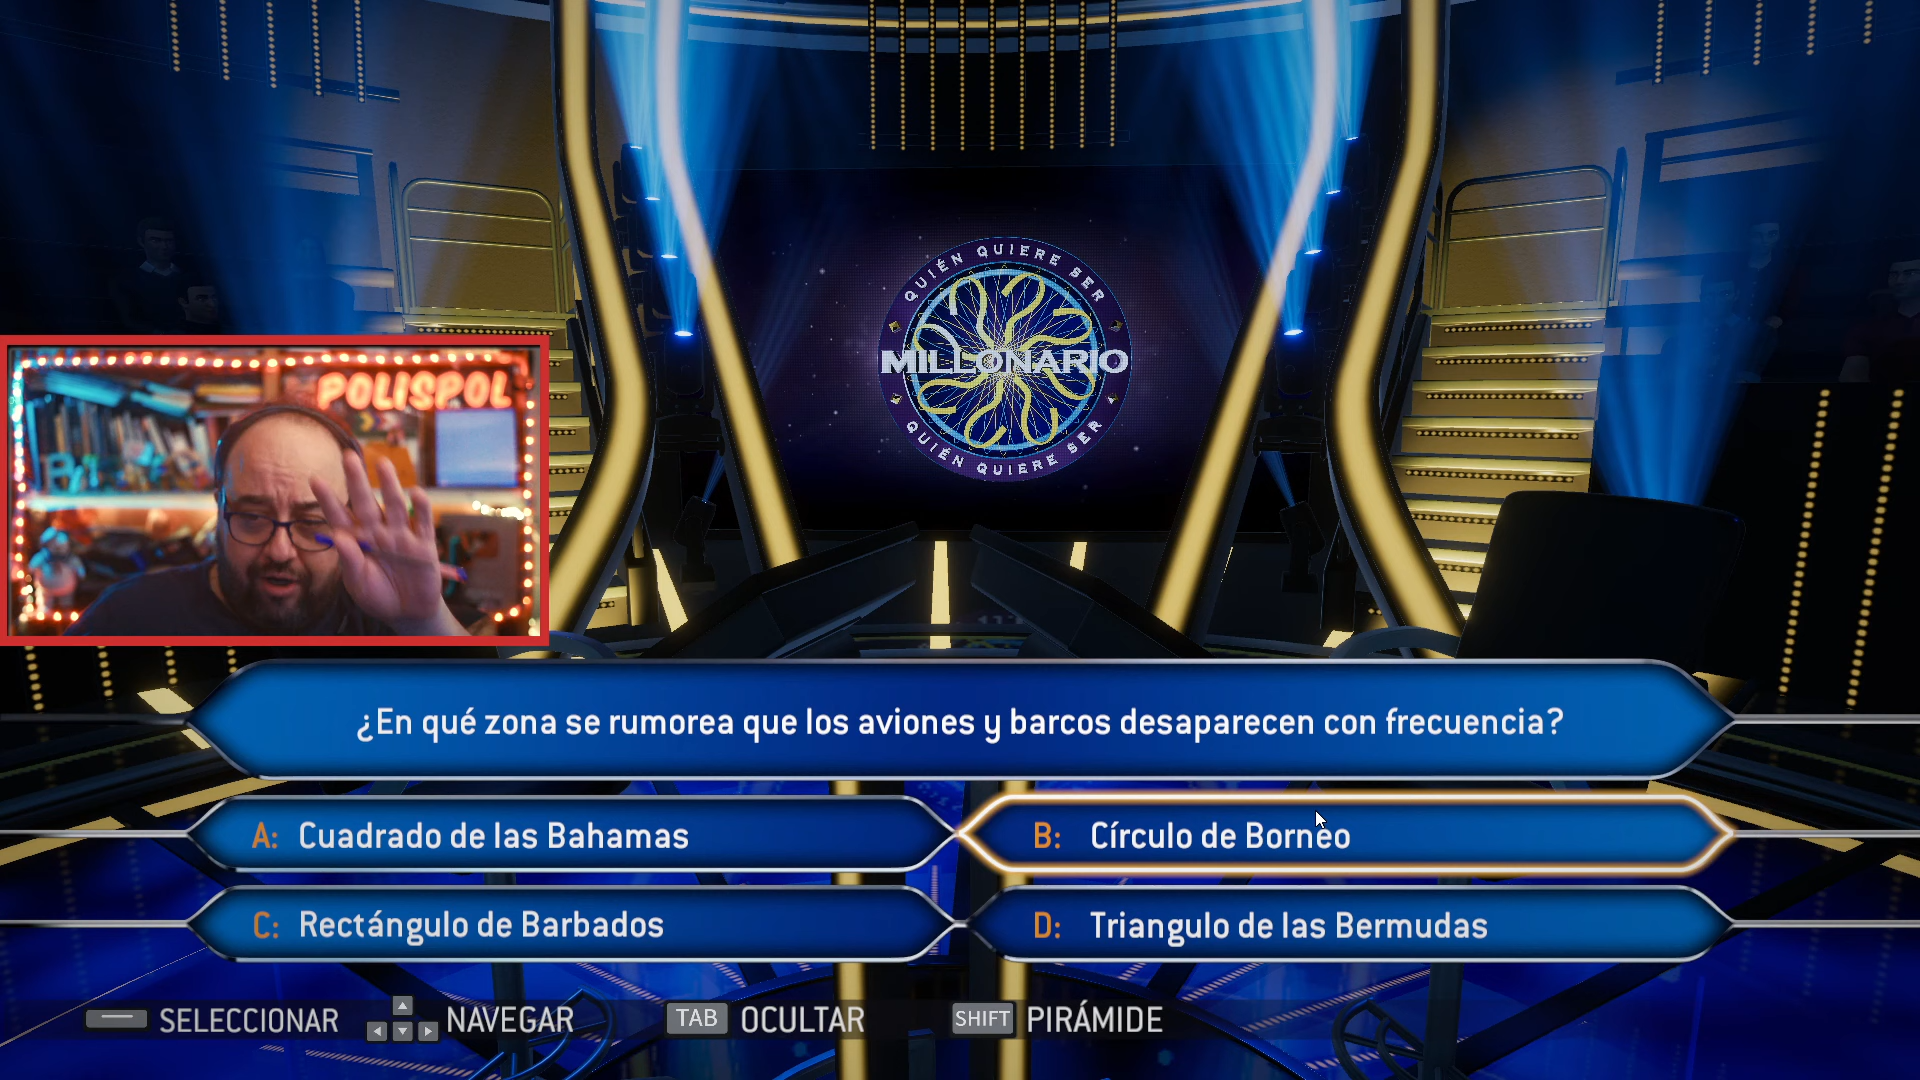 QUIÉN QUIERE SER
MILLONARIO
QUIÉN QUIERE SER
POLISPOL
¿En qué zona se rumorea que los aviones y barcos desaparecen con frecuencia?
A: Cuadrado de las Bahamas
B: Círculo de Borneo
C: Rectángulo de Barbados
D: Triangulo de las Bermudas
SELECCIONAR NAVEGAR TAB OCULTAR SHIFT PIRÁMIDE